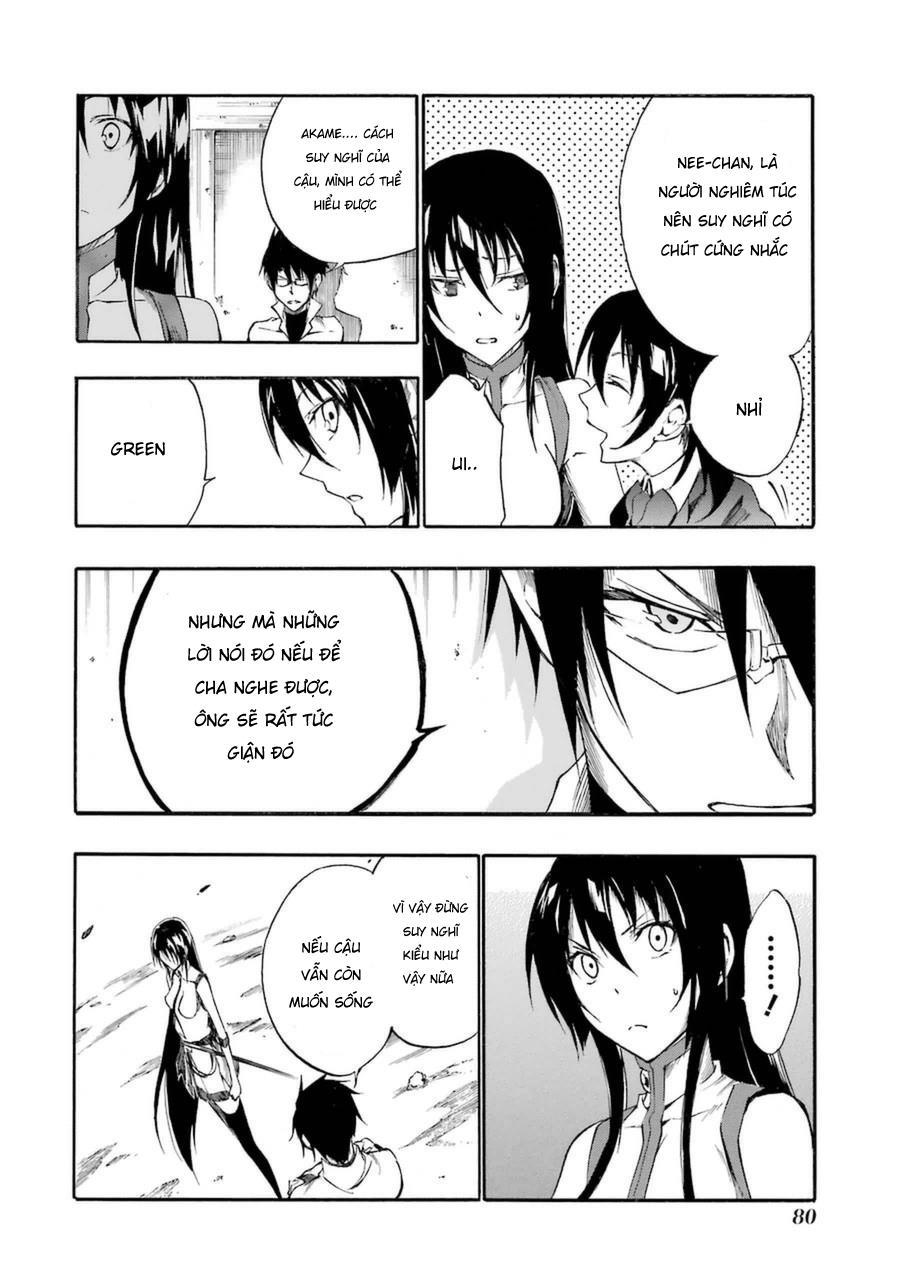 NEE-CHAN, LÀ
NGƯỜI NGHIÊM TÚC
NÊN SUY NGHĨ CÓ
CHÚT CỨNG NHẮC
NHỈ
UI..
AKAME.... CÁCH
SUY NGHĨ CỦA
CẬU, MÌNH CÓ THỂ
HIỂU ĐƯỢC
GREEN
NHƯNG MÀ NHỮNG
LỜI NÓI ĐÓ NẾU ĐỂ
CHA NGHE ĐƯỢC,
ÔNG SẼ RẤT TỨC
GIẬN ĐÓ
......!
VÌ VẬY ĐỪNG
SUY NGHĨ
KIỂU NHƯ
VẬY NỮA
NẾU CẬU
VẪN CÒN
MUỐN SỐNG
80